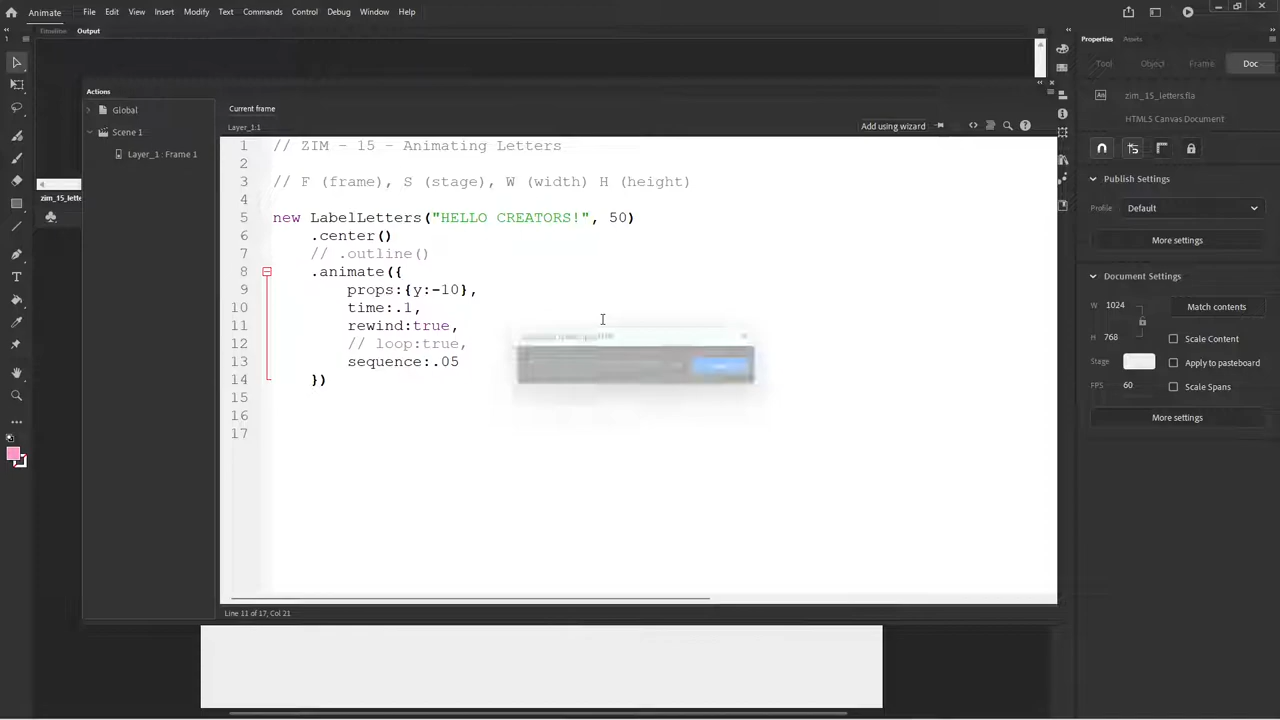 Animate File Edit View Insert Modify Text Commands Control Debug Window Help
Timeline Output
1
Actions
Global
Scene 1
Layer_1 : Frame 1
Current frame
Layer_1:1
Add using wizard
1 // ZIM - 15 - Animating Letters
2
3 // F (frame), S (stage), W (width) H (height)
4
5 new LabelLetters("HELLO CREATORS!", 50)
6 .center()
7 // .outline()
8 .animate({
9 props:{y:-10},
10 time:.1,
11 rewind:true,
12 // loop:true,
13 sequence:.05
14 })
15
16
17
Line 11 of 17, Col 21
zim_15_lette
Properties Assets
Tool Object Frame Doc
An zim_15_letters.fla
HTML5 Canvas Document
Publish Settings
Profile Default
More settings
Document Settings
W 1024 Match contents
H 768 Scale Content
Stage Apply to pasteboard
FPS 60 Scale Spans
More settings